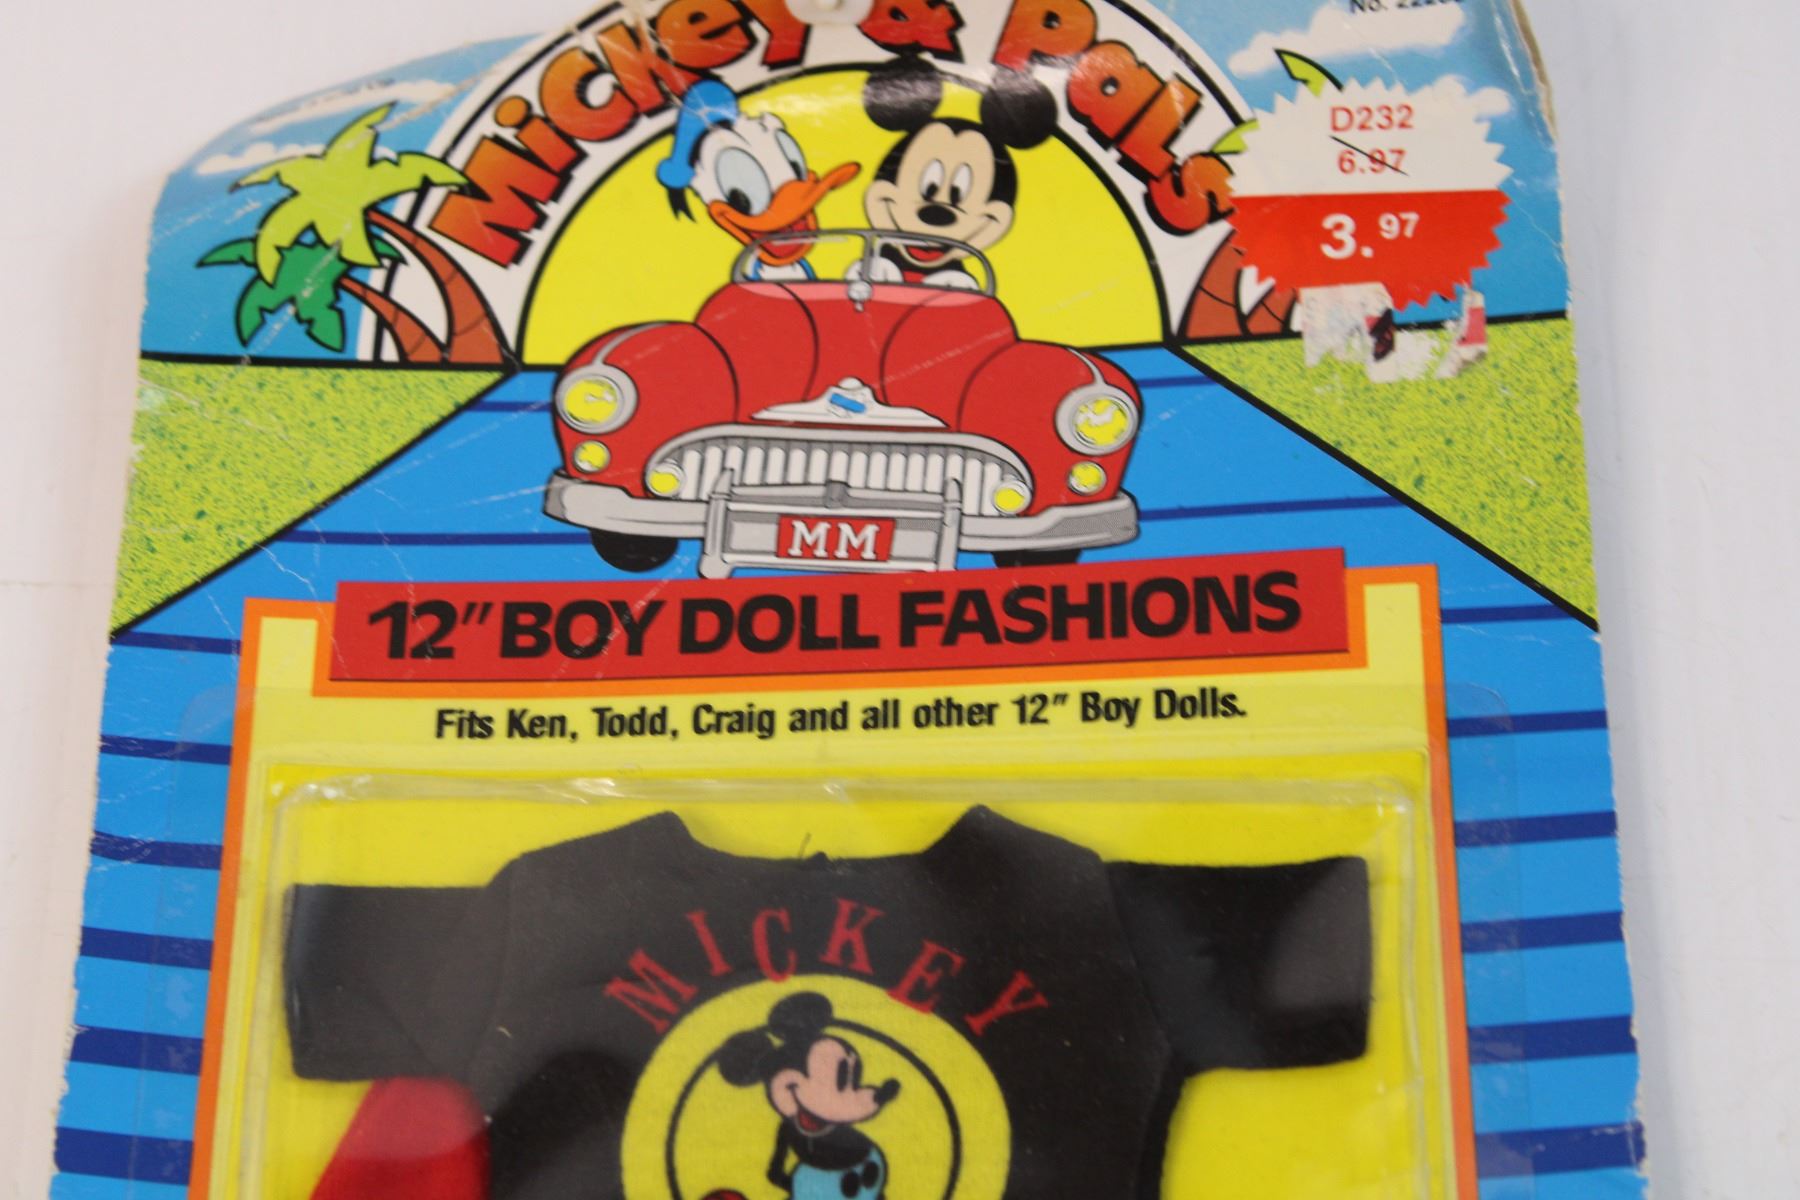 No.
Mickey & Pals
D232
6.97
3.97
MM
12" BOY DOLL FASHIONS
Fits Ken, Todd, Craig and all other 12" Boy Dolls.
MICKEY